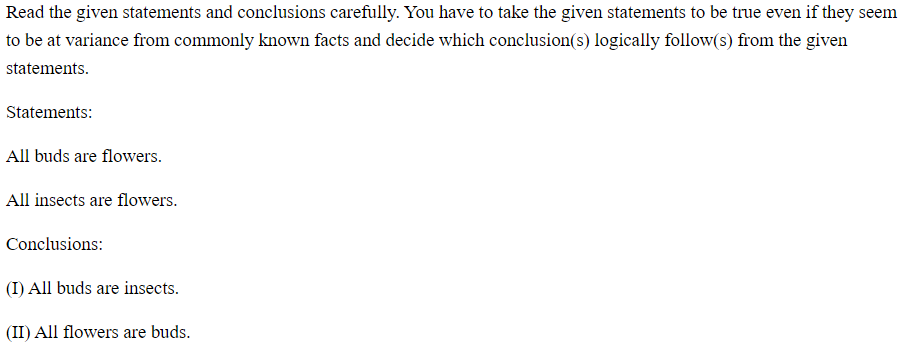 Read the given statements and conclusions carefully. You have to take the given statements to be true even if they seem
to be at variance from commonly known facts and decide which conclusion(s) logically follow(s) from the given
statements.
Statements:
All buds are flowers.
All insects are flowers.
Conclusions:
(I) All buds are insects.
(II) All flowers are buds.